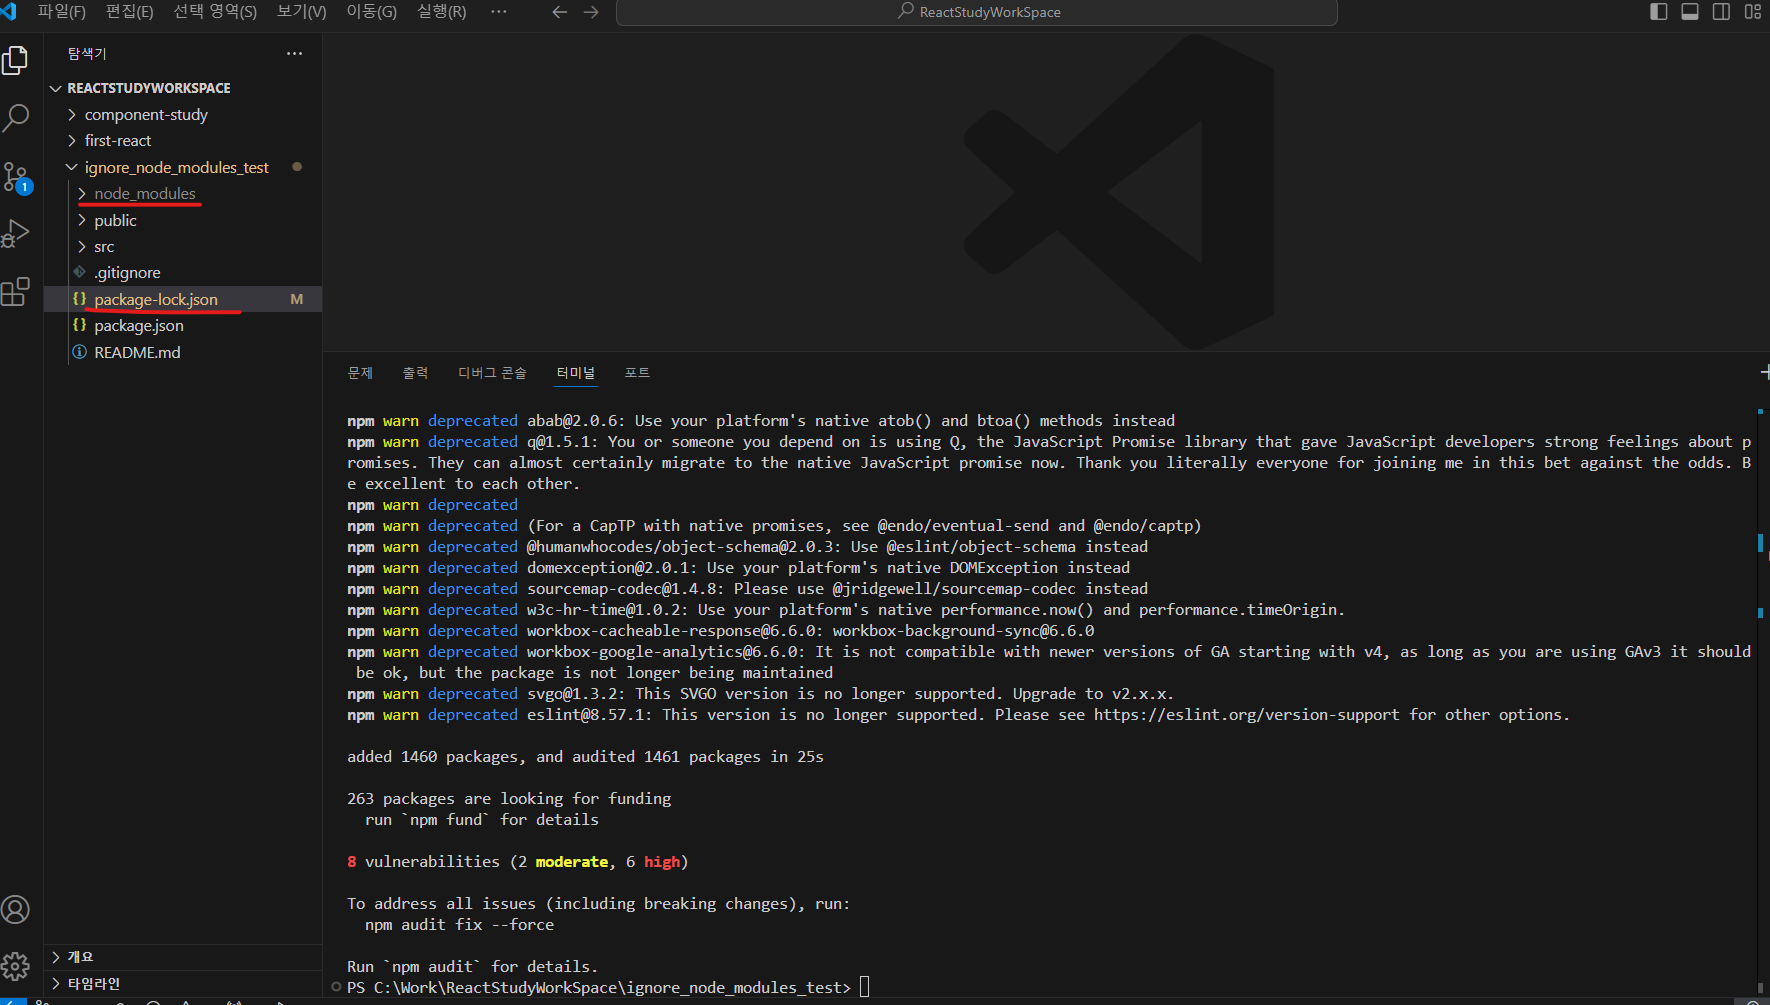 파일(F) 편집(E) 선택 영역(S) 보기(V) 이동(G) 실행(R) ··· ReactStudyWorkSpace
탐색기 ···
REACTSTUDYWORKSPACE
component-study
first-react
ignore_node_modules_test
node_modules
1
public
src
.gitignore
{} package-lock.json M
{} package.json
README.md
개요
타임라인
문제 출력 디버그 콘솔 터미널 포트
npm warn deprecated abab@2.0.6: Use your platform's native atob() and btoa() methods instead
npm warn deprecated q@1.5.1: You or someone you depend on is using Q, the JavaScript Promise library that gave JavaScript developers strong feelings about p
romises. They can almost certainly migrate to the native JavaScript promise now. Thank you literally everyone for joining me in this bet against the odds. B
e excellent to each other.
npm warn deprecated
npm warn deprecated (For a CapTP with native promises, see @endo/eventual-send and @endo/captp)
npm warn deprecated @humanwhocodes/object-schema@2.0.3: Use @eslint/object-schema instead
npm warn deprecated domexception@2.0.1: Use your platform's native DOMException instead
npm warn deprecated sourcemap-codec@1.4.8: Please use @jridgewell/sourcemap-codec instead
npm warn deprecated w3c-hr-time@1.0.2: Use your platform's native performance.now() and performance.timeOrigin.
npm warn deprecated workbox-cacheable-response@6.6.0: workbox-background-sync@6.6.0
npm warn deprecated workbox-google-analytics@6.6.0: It is not compatible with newer versions of GA starting with v4, as long as you are using GAv3 it should
be ok, but the package is not longer being maintained
npm warn deprecated svgo@1.3.2: This SVGO version is no longer supported. Upgrade to v2.x.x.
npm warn deprecated eslint@8.57.1: This version is no longer supported. Please see https://eslint.org/version-support for other options.
added 1460 packages, and audited 1461 packages in 25s
263 packages are looking for funding
run `npm fund` for details
8 vulnerabilities (2 moderate, 6 high)
To address all issues (including breaking changes), run:
npm audit fix --force
Run `npm audit` for details.
PS C:\Work\ReactStudyWorkSpace\ignore_node_modules_test>